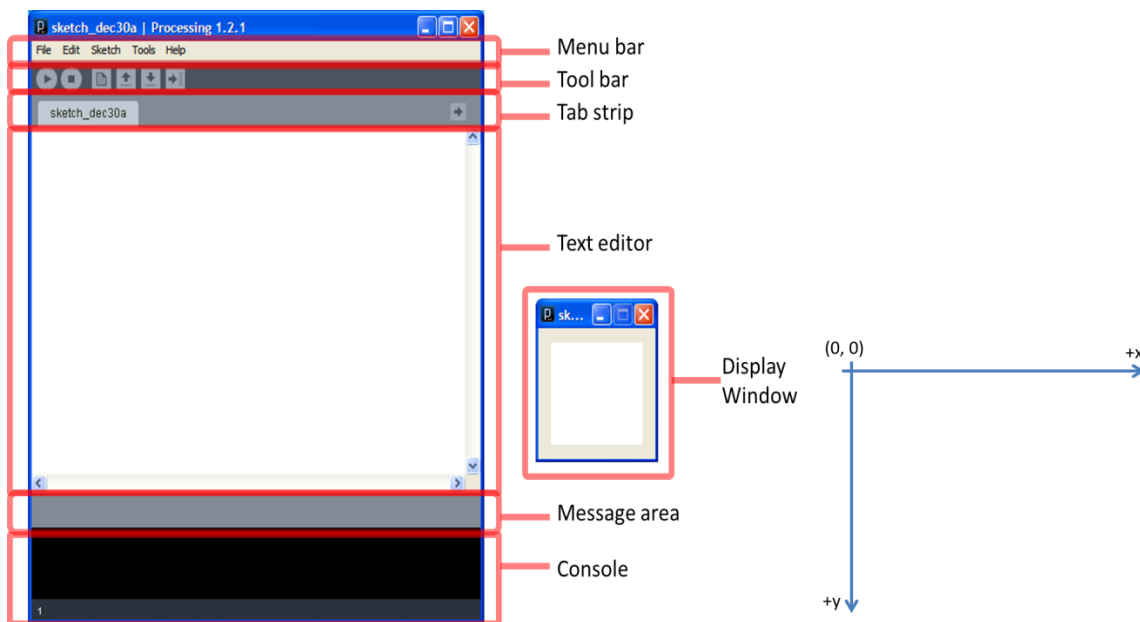 sketch_dec30a | Processing 1.2.1
File Edit Sketch Tools Help
sketch_dec30a
1
Menu bar
Tool bar
Tab strip
Text editor
sk...
Display
Window
Message area
Console
(0, 0)
+x
+y